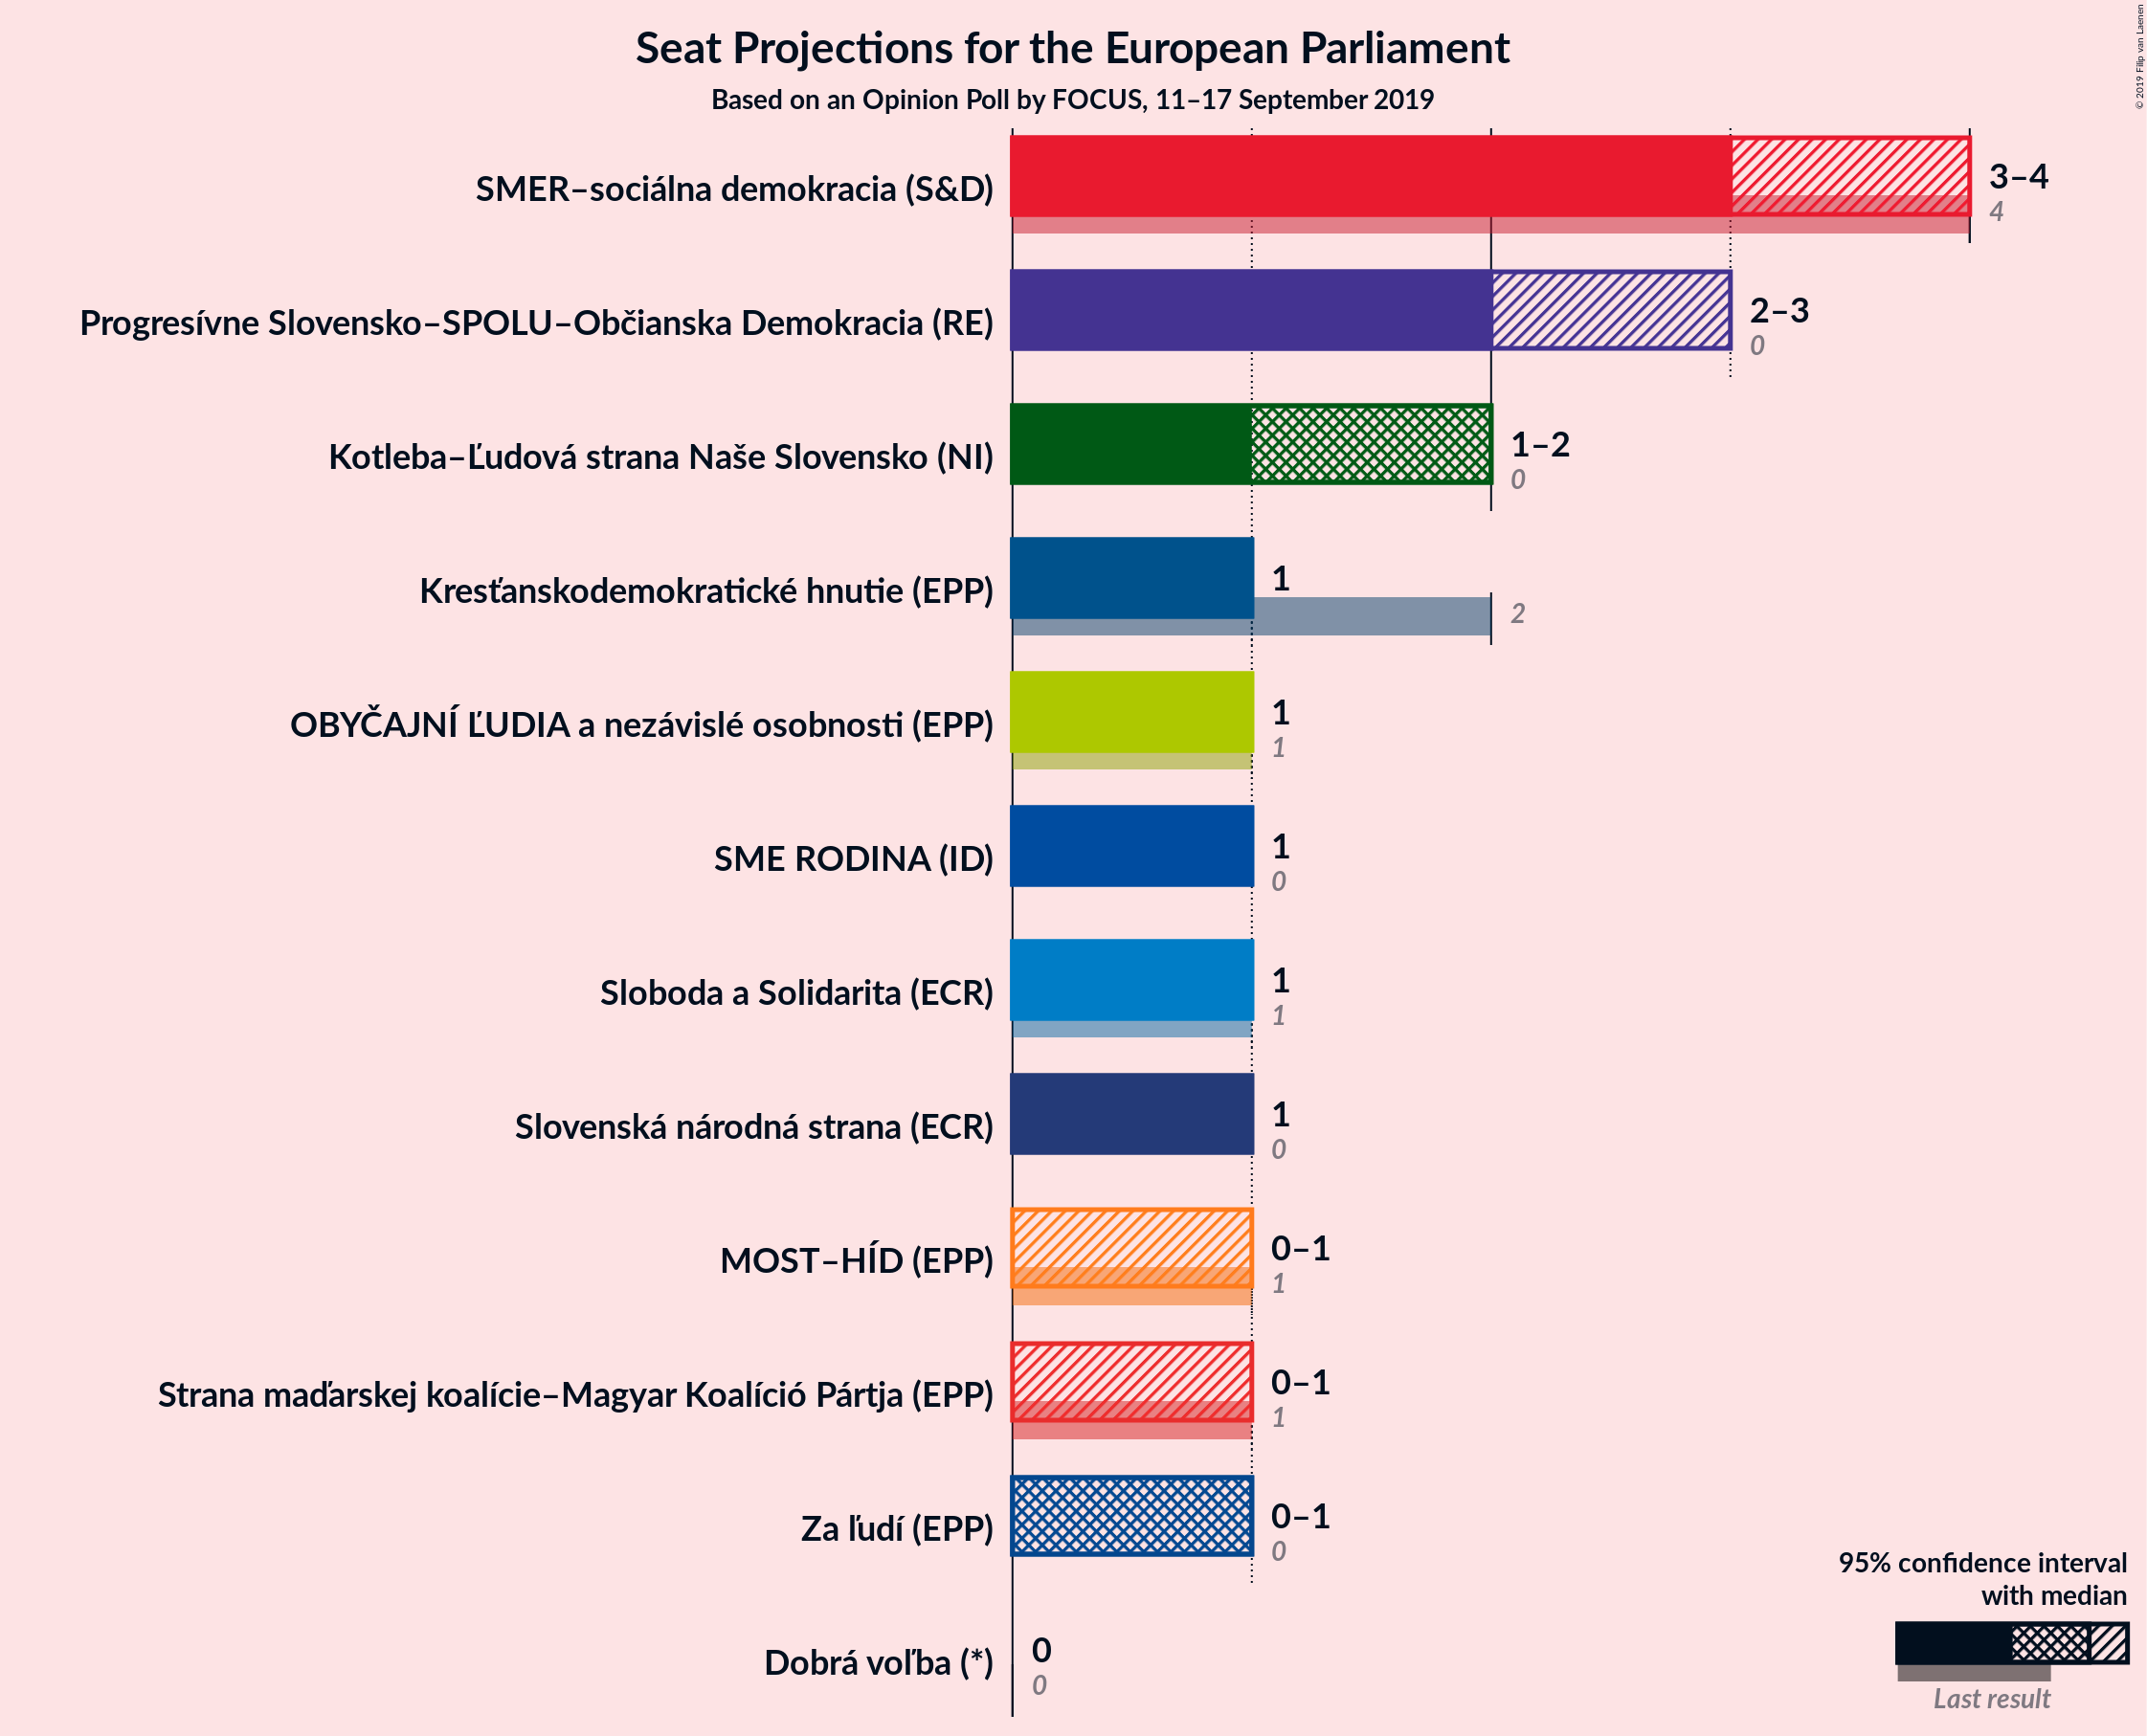 Seat Projections for the European Parliament
Based on an Opinion Poll by FOCUS, 11–17 September 2019
© 2019 Filip van Laenen
SMER–sociálna demokracia (S&D)
3–4
4
Progresívne Slovensko–SPOLU–Občianska Demokracia (RE)
2–3
0
Kotleba–Ľudová strana Naše Slovensko (NI)
1–2
0
Kresťanskodemokratické hnutie (EPP)
1
2
OBYČAJNÍ ĽUDIA a nezávislé osobnosti (EPP)
1
1
SME RODINA (ID)
1
0
Sloboda a Solidarita (ECR)
1
1
Slovenská národná strana (ECR)
1
0
MOST–HÍD (EPP)
0–1
1
Strana maďarskej koalície–Magyar Koalíció Pártja (EPP)
0–1
1
Za ľudí (EPP)
0–1
0
Dobrá voľba (*)
0
0
95% confidence interval
with median
Last result